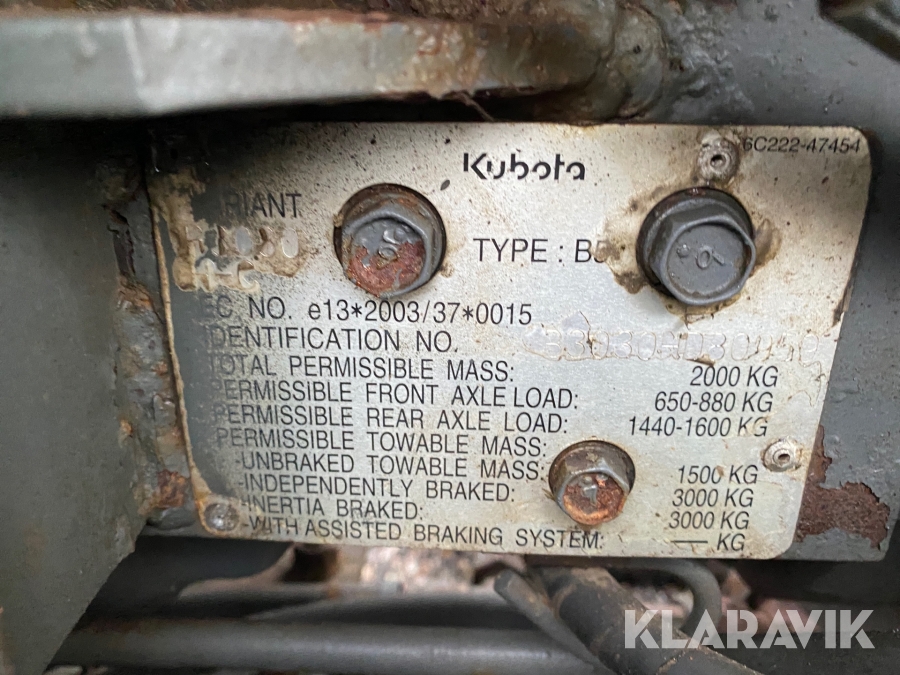 6C222-47454
Kubota
TYPE : B5
EC. NO. e13*2003/37*0015
IDENTIFICATION NO.
TOTAL PERMISSIBLE MASS: 2000 KG
PERMISSIBLE FRONT AXLE LOAD: 650-880 KG
PERMISSIBLE REAR AXLE LOAD: 1440-1600 KG
PERMISSIBLE TOWABLE MASS:
-UNBRAKED TOWABLE MASS: 1500 KG
-INDEPENDENTLY BRAKED: 3000 KG
-INERTIA BRAKED: 3000 KG
-WITH ASSISTED BRAKING SYSTEM: — KG
KLARAVIK